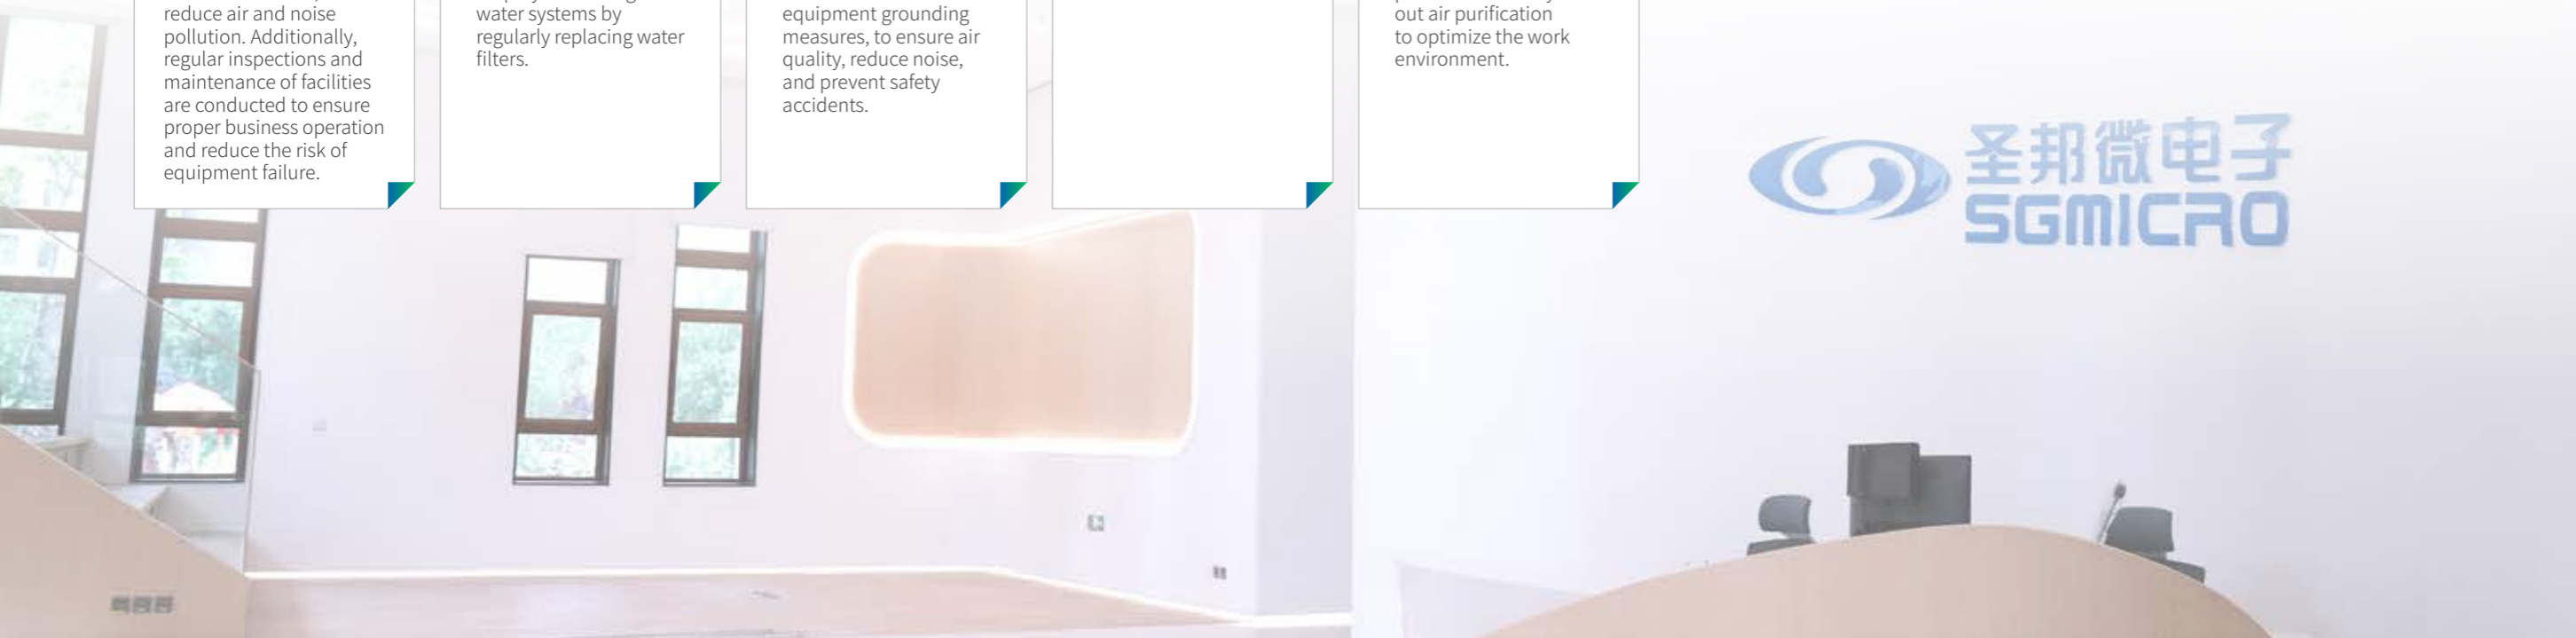 reduce air and noise
pollution. Additionally,
regular inspections and
maintenance of facilities
are conducted to ensure
proper business operation
and reduce the risk of
equipment failure.
water systems by
regularly replacing water
filters.
equipment grounding
measures, to ensure air
quality, reduce noise,
and prevent safety
accidents.
out air purification
to optimize the work
environment.
圣邦微电子
SGMICRO